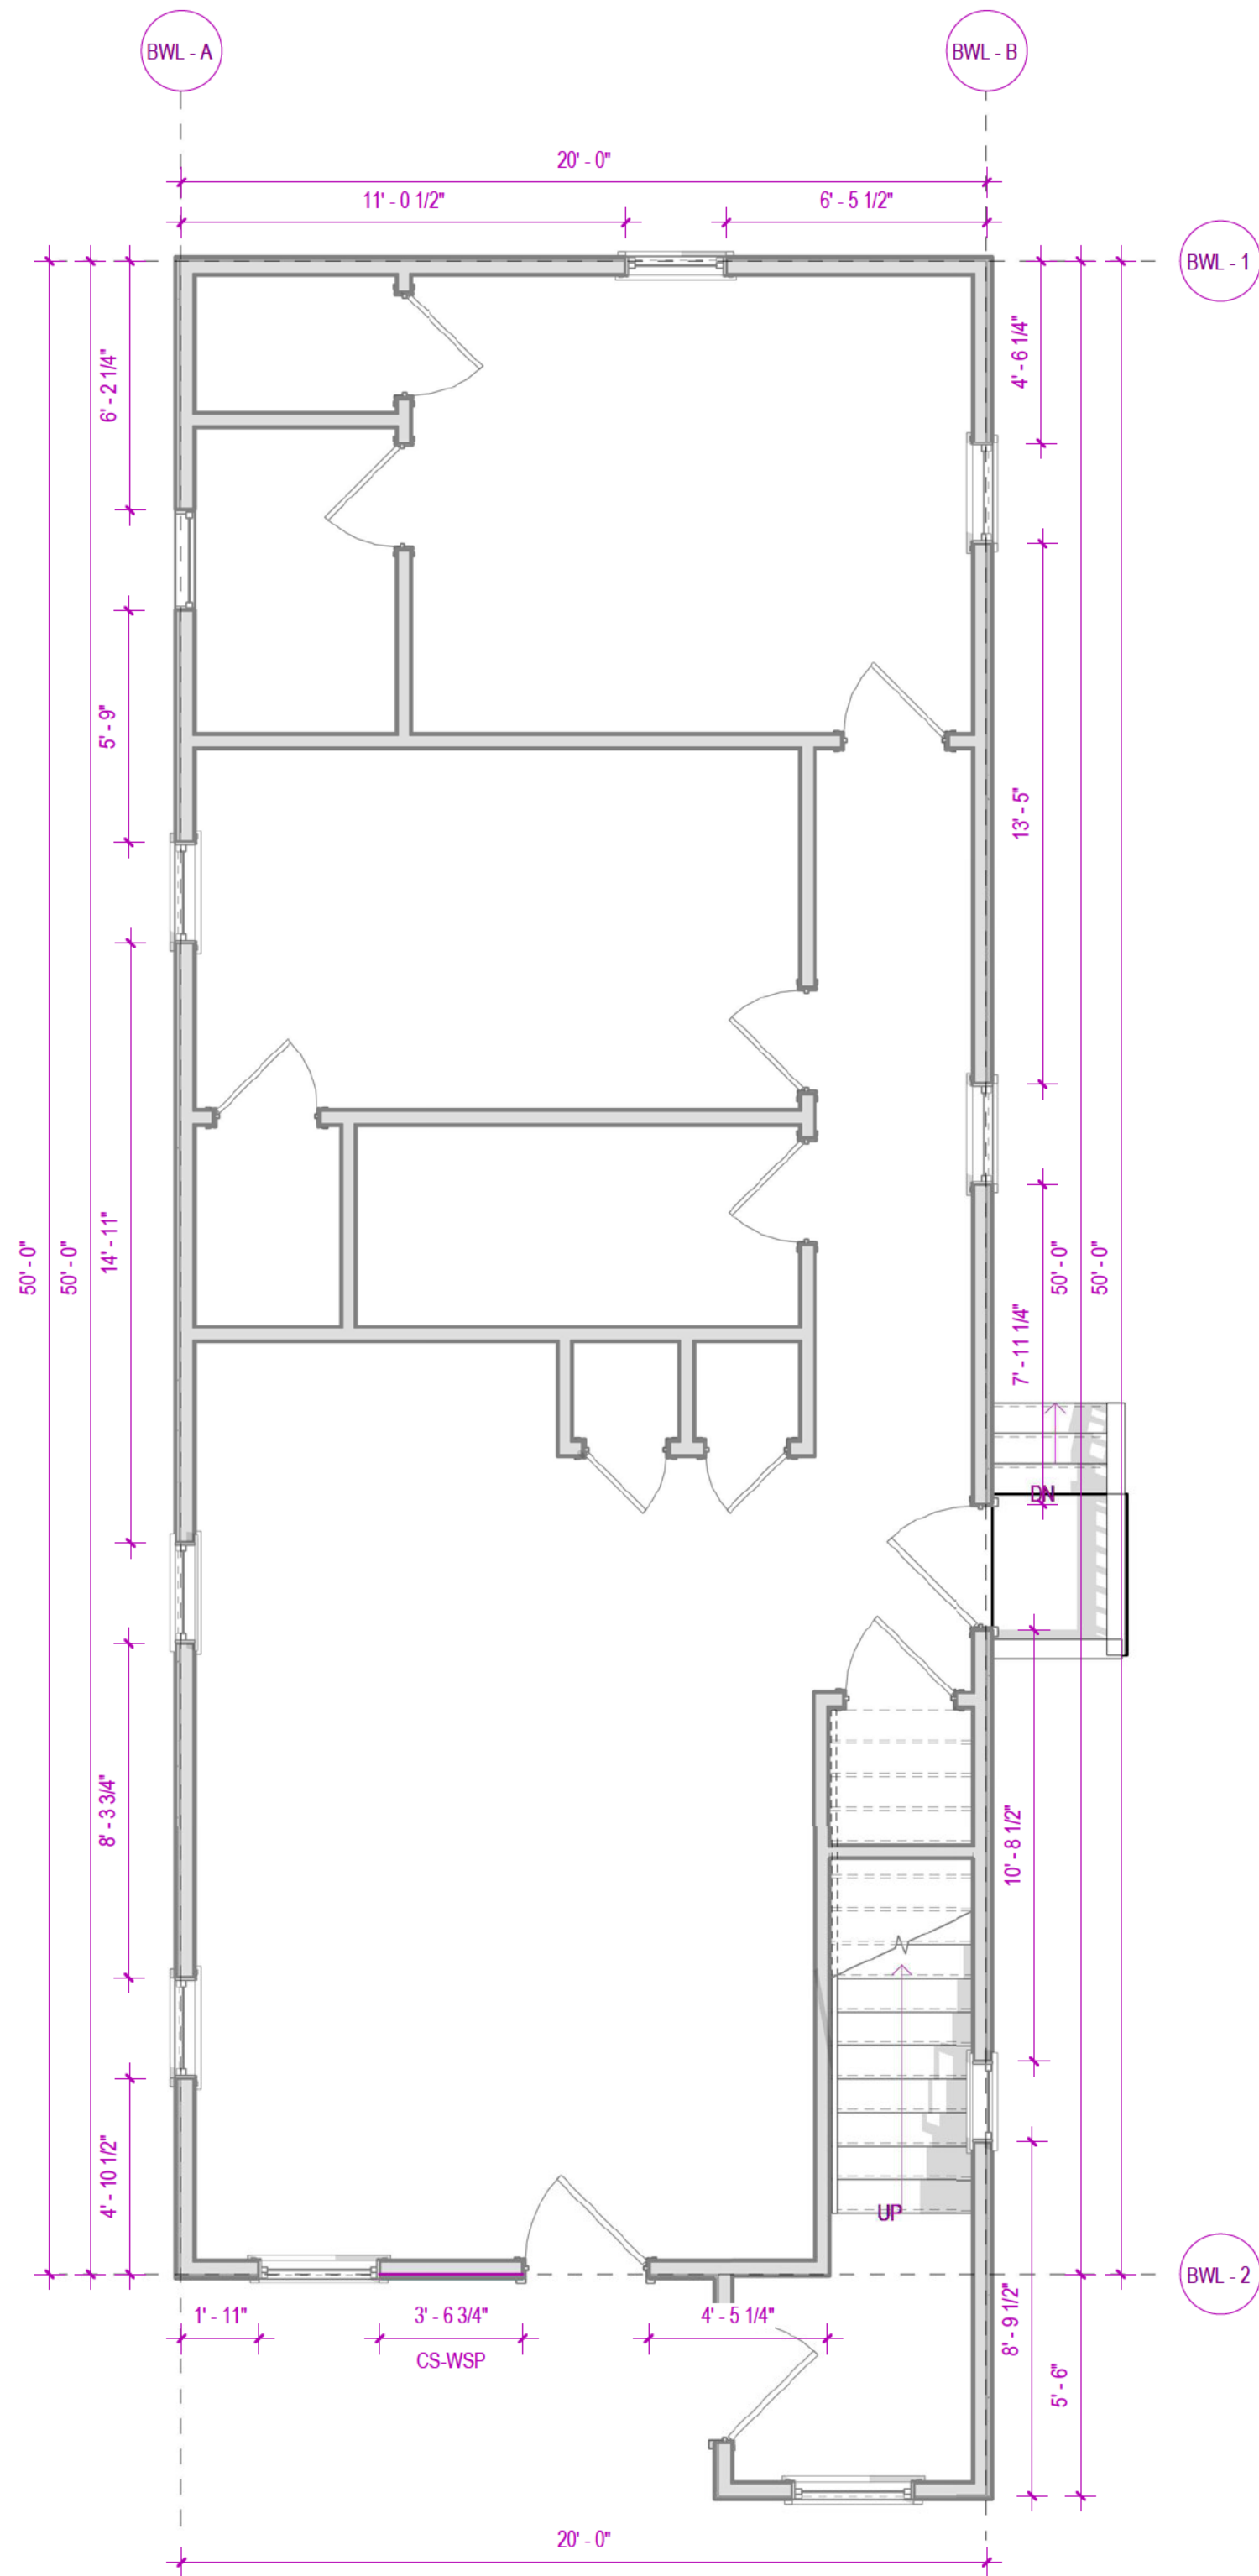 BWL - A
BWL - B
20' - 0"
11' - 0 1/2"
6' - 5 1/2"
BWL - 1
4' - 6 1/4"
6' - 2 1/4"
5' - 9"
13' - 5"
14' - 11"
50' - 0"
50' - 0"
50' - 0"
50' - 0"
7' - 11 1/4"
DN
8' - 3 3/4"
10' - 8 1/2"
4' - 10 1/2"
UP
BWL - 2
1' - 11"
3' - 6 3/4"
4' - 5 1/4"
CS-WSP
8' - 9 1/2"
5' - 6"
20' - 0"